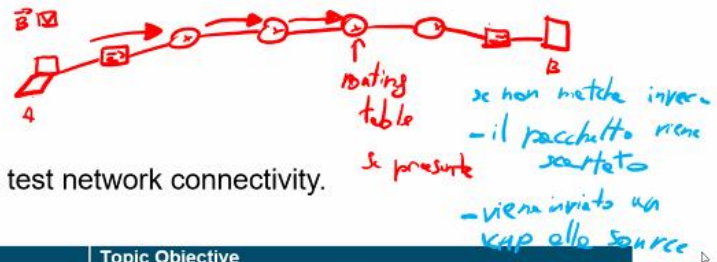 B
A
B
routing
table
se presente
se non matcha invece
- il pacchetto viene
scartato
- viene inviato un
alla source
test network connectivity.
Topic Objective